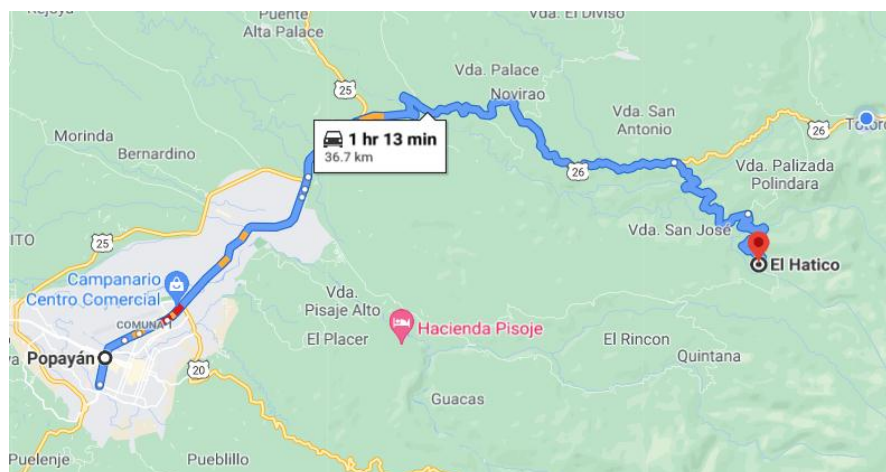 Rejoya
Puente
Alta Palace
Vda. El Diviso
Vda. Palace
Novirao
25
Morinda
Bernardino
1 hr 13 min
36.7 km
Vda. San
Antonio
26
Totoró
26
Vda. Palizada
Polindara
Vda. San José
El Hatico
ITO
25
Campanario
Centro Comercial
COMUNA 1
Vda.
Pisaje Alto
El Placer
Hacienda Pisoje
El Rincon
Quintana
Popayán
20
Guacas
Puelenje
Pueblillo